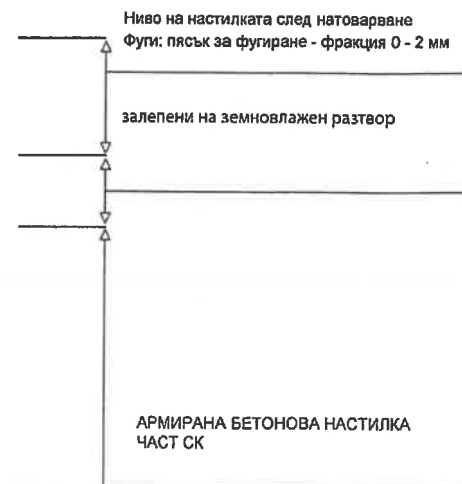 Ниво на настилката след натоварване
Фуги: пясък за фугиране - фракция 0 - 2 мм
залепени на земновлажен разтвор
АРМИРАНА БЕТОНОВА НАСТИЛКА
ЧАСТ СК